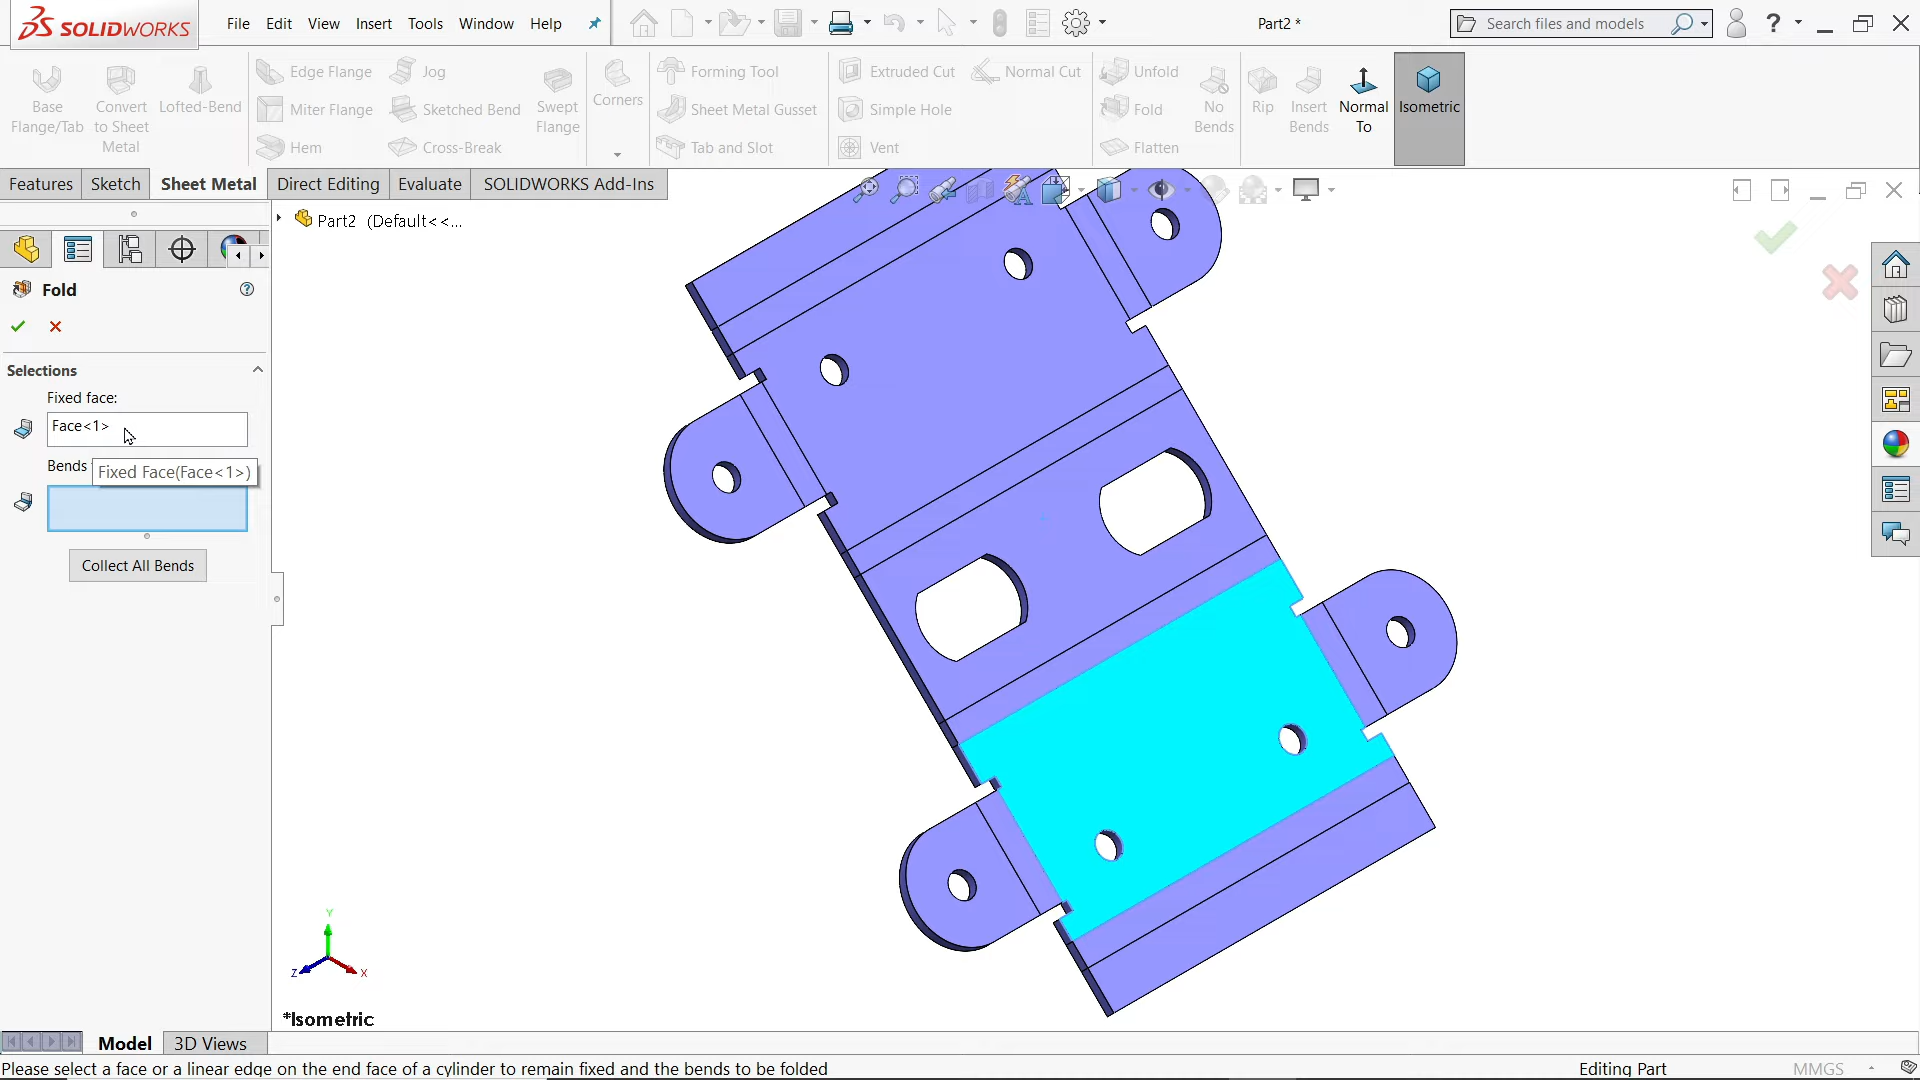 SOLIDWORKS
File Edit View Insert Tools Window Help
Part2 *
Search files and models
?
Base Flange/Tab
Convert to Sheet Metal
Lofted-Bend
Edge Flange
Miter Flange
Hem
Jog
Sketched Bend
Cross-Break
Swept Flange
Corners
Forming Tool
Sheet Metal Gusset
Tab and Slot
Extruded Cut
Simple Hole
Vent
Normal Cut
Unfold
Fold
Flatten
No Bends
Rip
Insert Bends
Normal To
Isometric
Features Sketch Sheet Metal Direct Editing Evaluate SOLIDWORKS Add-Ins
Part2 (Default<<...
Fold
?
Selections
Fixed face:
Face<1>
Bends
Fixed Face(Face<1>)
Collect All Bends
Y
Z
X
*Isometric
Model 3D Views
Please select a face or a linear edge on the end face of a cylinder to remain fixed and the bends to be folded
Editing Part
MMGS